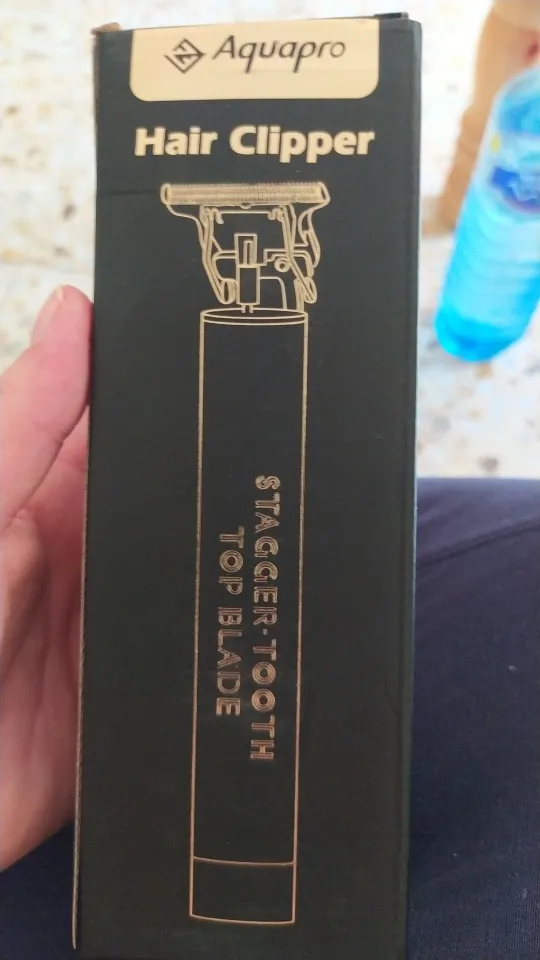 Aquapro
Hair Clipper
STAGGER-TOOTH
TOP BLADE